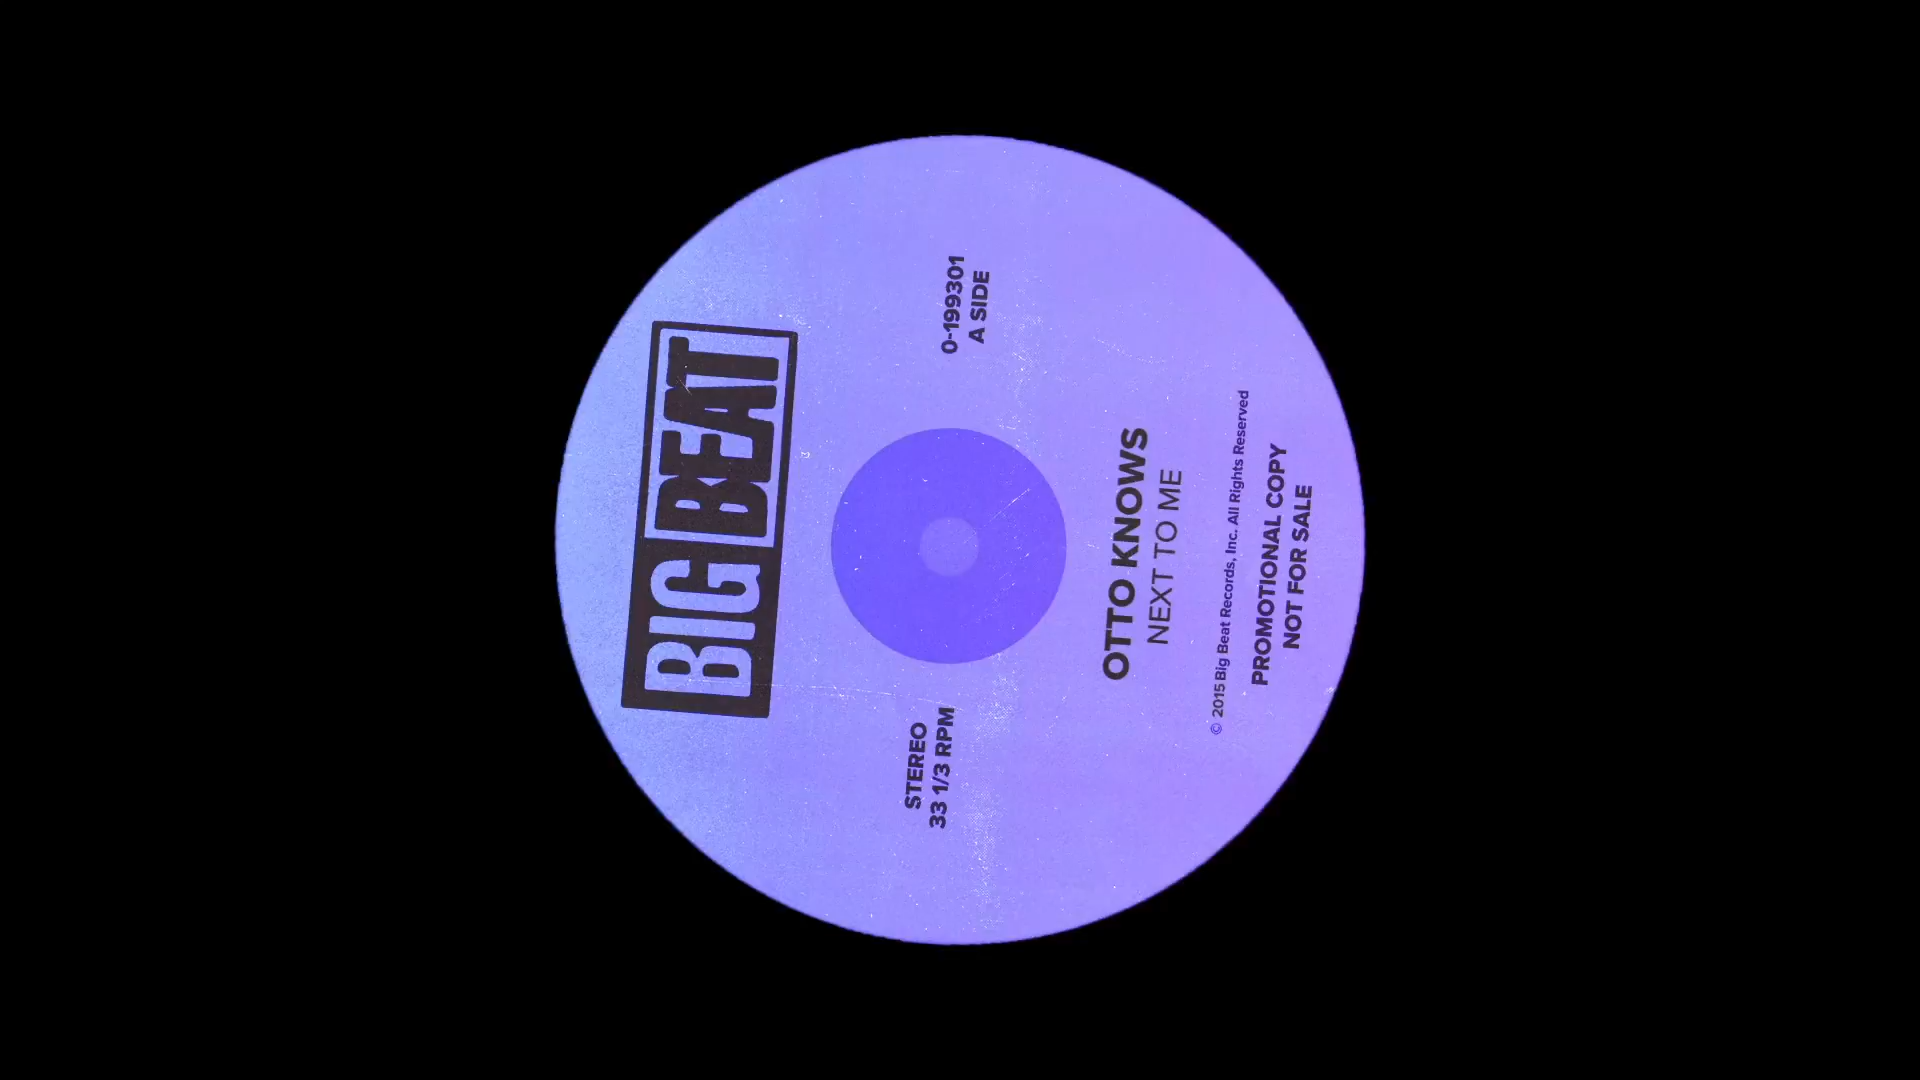 BIG BEAT
STEREO
33 1/3 RPM
0-199301
A SIDE
OTTO KNOWS
NEXT TO ME
© 2015 Big Beat Records, Inc. All Rights Reserved
PROMOTIONAL COPY
NOT FOR SALE